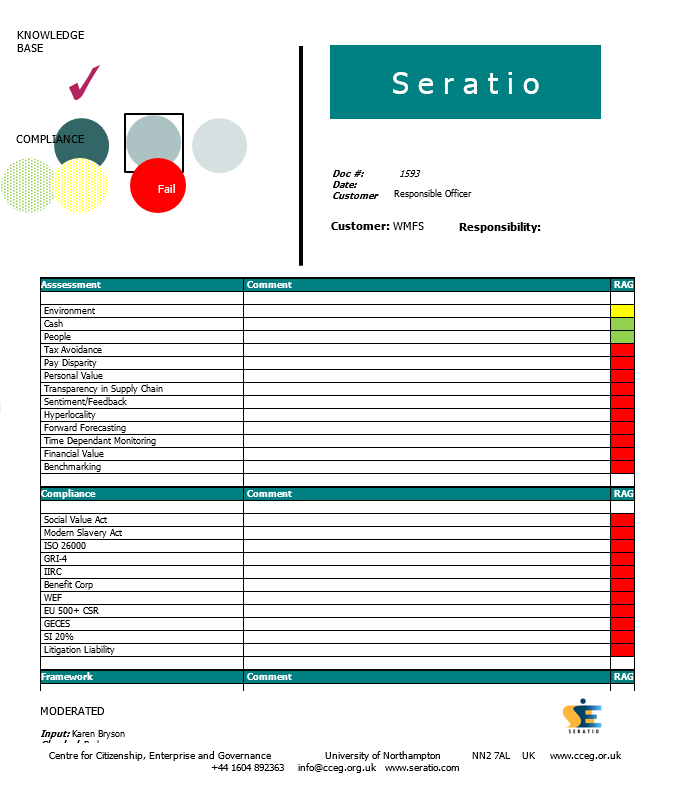 KNOWLEDGE
BASE
COMPLIANCE
Fail
Seratio
Doc #: 1593
Date:
Customer Responsible Officer
Customer: WMFS Responsibility:
Asssessment Comment RAG
Environment
Cash
People
Tax Avoidance
Pay Disparity
Personal Value
Transparency in Supply Chain
Sentiment/Feedback
Hyperlocality
Forward Forecasting
Time Dependant Monitoring
Financial Value
Benchmarking
Compliance Comment RAG
Social Value Act
Modern Slavery Act
ISO 26000
GRI-4
IIRC
Benefit Corp
WEF
EU 500+ CSR
GECES
SI 20%
Litigation Liability
Framework Comment RAG
MODERATED
SE
SERATIO
Input: Karen Bryson
Centre for Citizenship, Enterprise and Governance University of Northampton NN2 7AL UK www.cceg.or.uk
+44 1604 892363 info@cceg.org.uk www.seratio.com